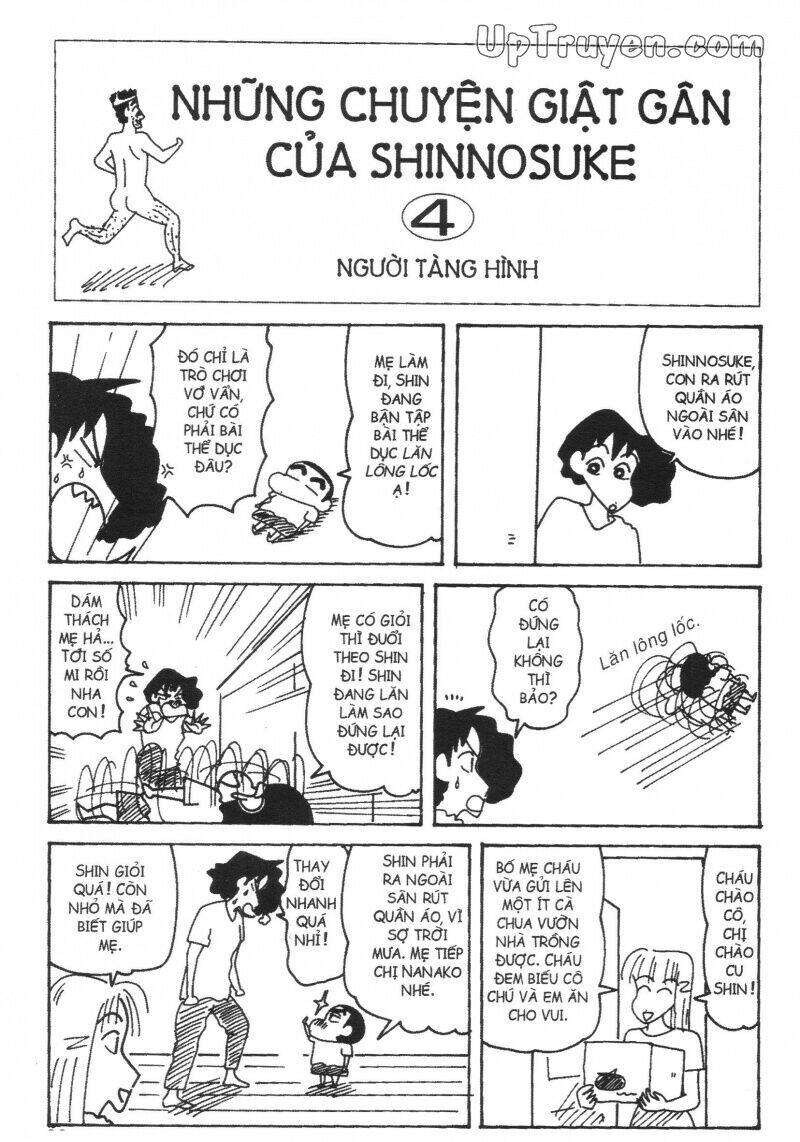 UpTruyen.com
NHỮNG CHUYỆN GIẬT GÂN
CỦA SHINNOSUKE
4
NGƯỜI TÀNG HÌNH
SHINNOSUKE,
CON RA RÚT
QUẦN ÁO
NGOÀI SÂN
VÀO NHÉ!
MẸ LÀM
ĐI, SHIN
ĐANG
BẬN TẬP
BÀI THỂ
DỤC LĂN
LÔNG LỐC
Ạ!
ĐÓ CHỈ LÀ
TRÒ CHƠI
VỚ VẨN,
CHỨ CÓ
PHẢI BÀI
THỂ DỤC
ĐÂU?
Lăn lông lốc.
CÓ
ĐỨNG
LẠI
KHÔNG
THÌ
BẢO?
MẸ CÓ GIỎI
THÌ ĐUỔI
THEO SHIN
ĐI! SHIN
ĐANG LĂN
LÀM SAO
ĐỨNG LẠI
ĐƯỢC!
DÁM
THÁCH
MẸ HẢ...
TỚI SỐ
MI RỒI
NHA
CON!
CHÁU
CHÀO
CÔ,
CHỊ
CHÀO
CU
SHIN!
BỐ MẸ CHÁU
VỪA GỬI LÊN
MỘT ÍT CÀ
CHUA VƯỜN
NHÀ TRỒNG
ĐƯỢC. CHÁU
ĐEM BIẾU CÔ
CHÚ VÀ EM ĂN
CHO VUI.
SHIN PHẢI
RA NGOÀI
SÂN RÚT
QUẦN ÁO, VÌ
SỢ TRỜI
MƯA. MẸ TIẾP
CHỊ NANAKO
NHÉ.
THAY
ĐỔI
NHANH
QUÁ
NHỈ!
SHIN GIỎI
QUÁ! CÒN
NHỎ MÀ ĐÃ
BIẾT GIÚP
MẸ.